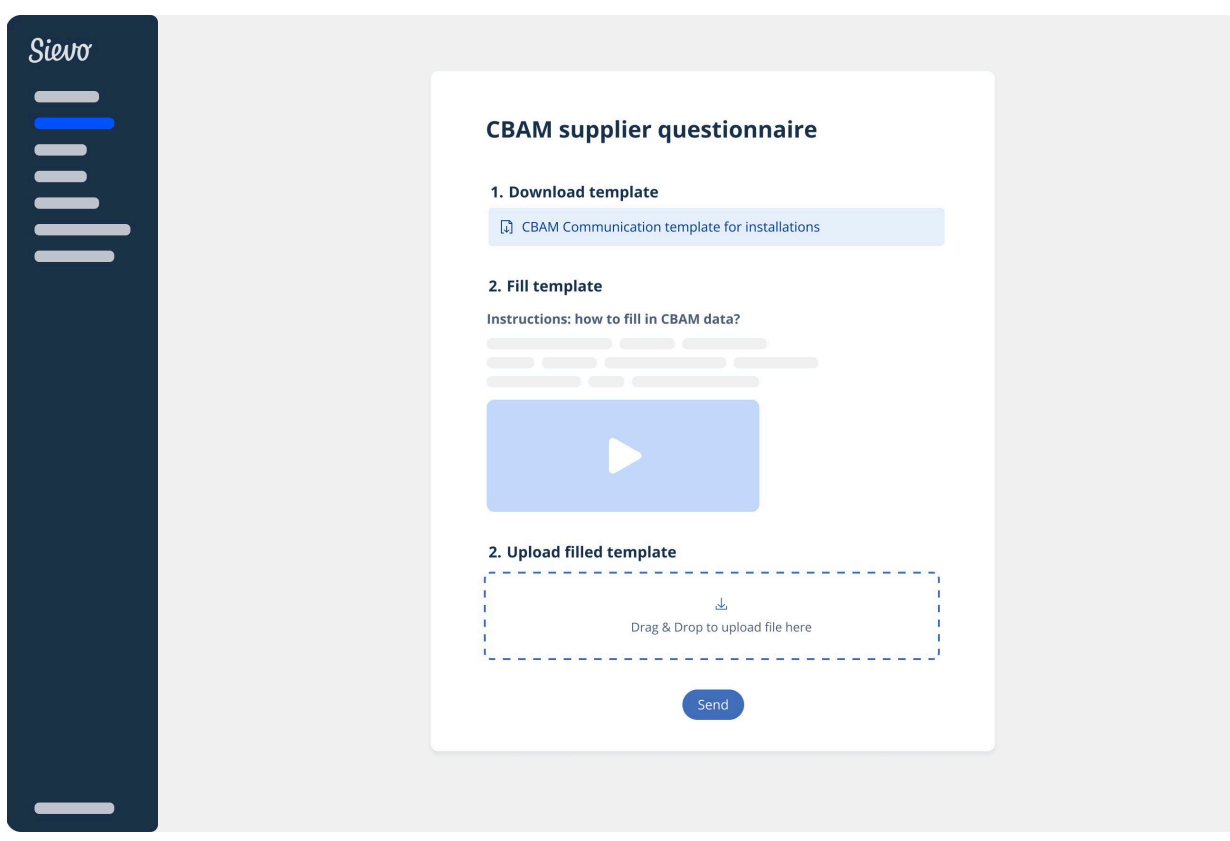 Sievo
CBAM supplier questionnaire
1. Download template
CBAM Communication template for installations
2. Fill template
Instructions: how to fill in CBAM data?
2. Upload filled template
Drag & Drop to upload file here
Send